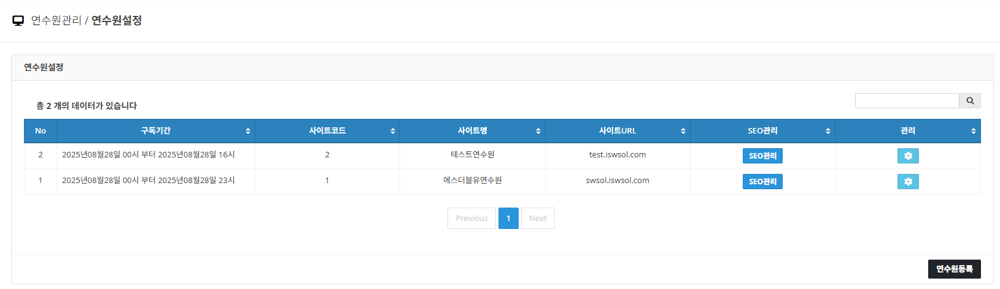 연수원관리 / 연수원설정
연수원설정
총 2 개의 데이터가 있습니다
No 구독기간 사이트코드 사이트명 사이트URL SEO관리 관리
2 2025년08월28일 00시 부터 2025년08월28일 16시 2 테스트연수원 test.iswsol.com SEO관리
1 2025년08월28일 00시 부터 2025년08월28일 23시 1 에스더블유연수원 swsol.iswsol.com SEO관리
Previous 1 Next
연수원등록